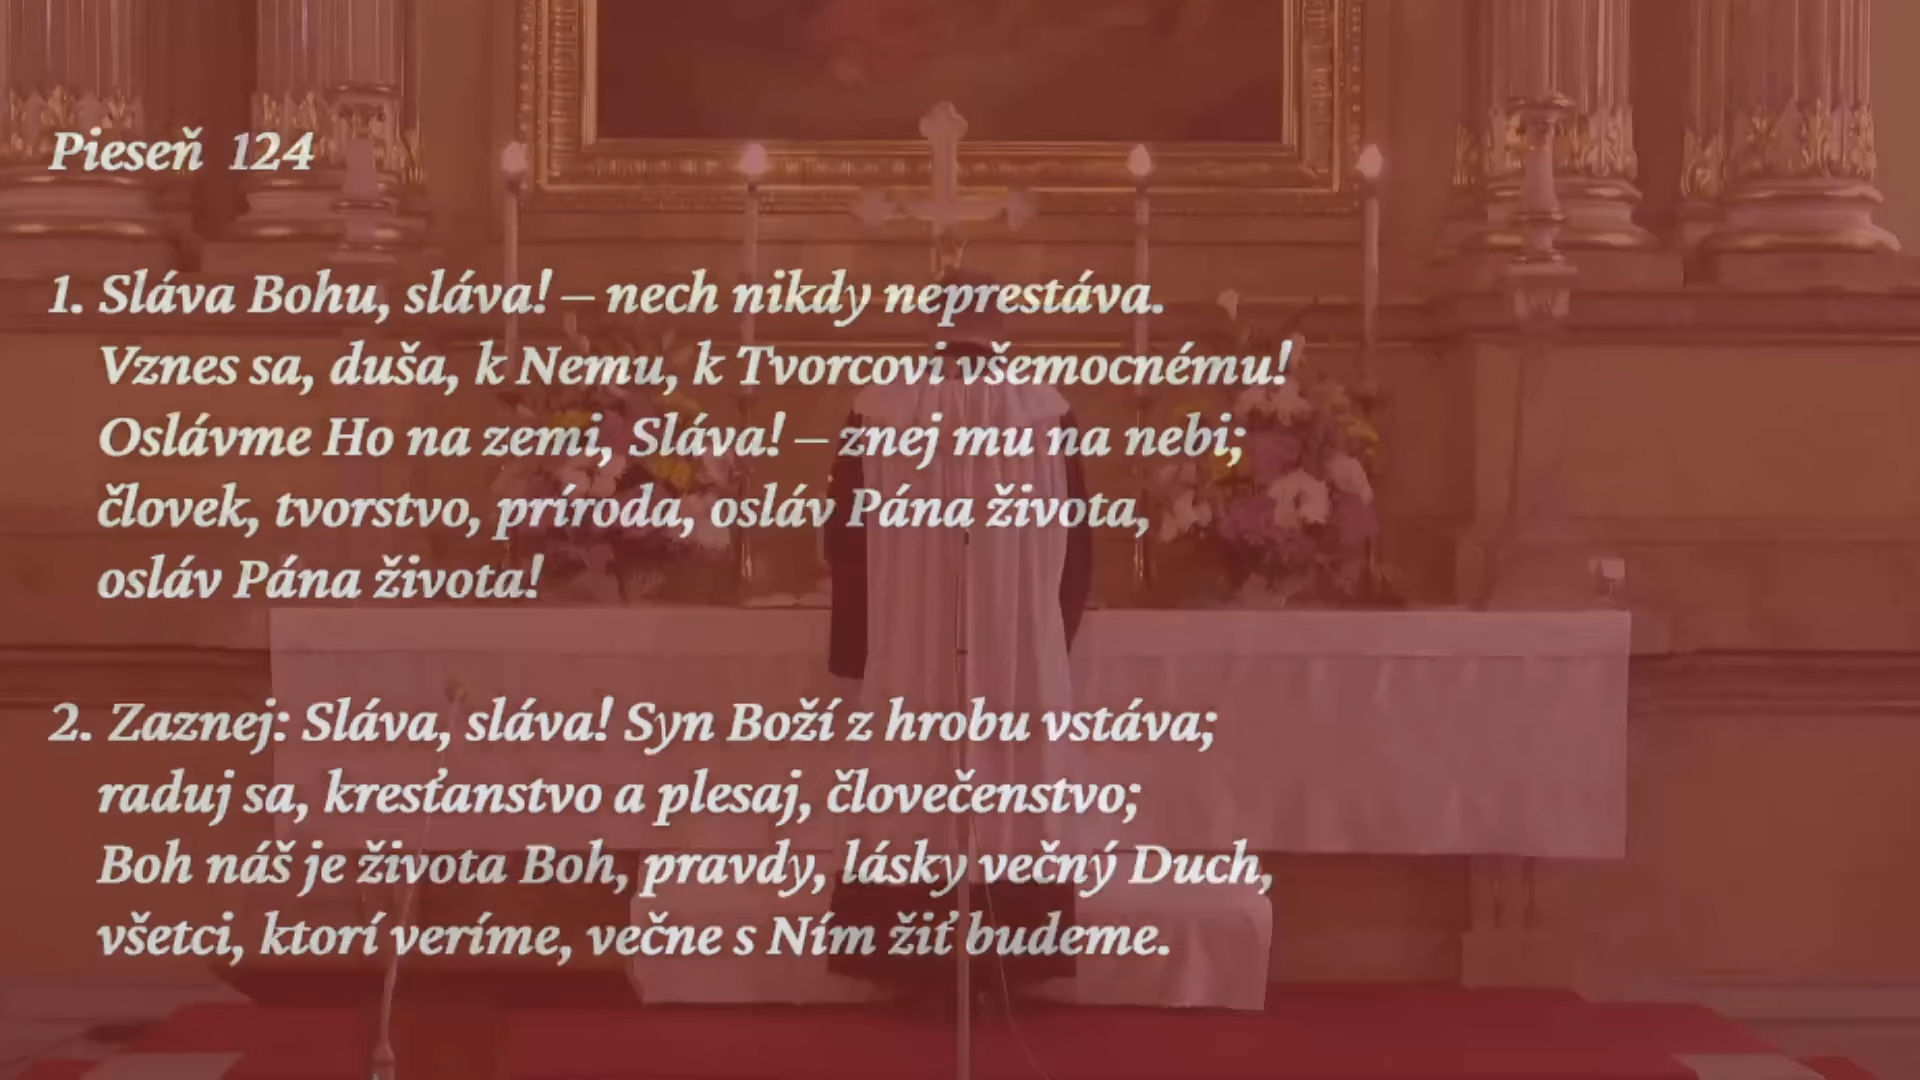 Pieseň 124
1. Sláva Bohu, sláva! – nech nikdy neprestáva.
Vznes sa, duša, k Nemu, k Tvorcovi všemocnému!
Oslávme Ho na zemi, Sláva! – znej mu na nebi;
človek, tvorstvo, príroda, osláv Pána života,
osláv Pána života!
2. Zaznej: Sláva, sláva! Syn Boží z hrobu vstáva;
raduj sa, kresťanstvo a plesaj, človečenstvo;
Boh náš je života Boh, pravdy, lásky večný Duch,
všetci, ktorí veríme, večne s Ním žiť budeme.